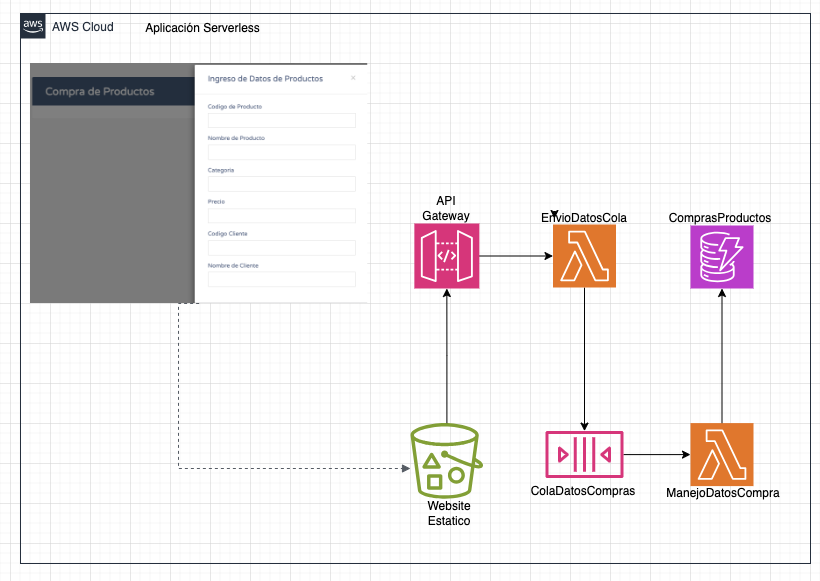 aws
AWS Cloud
Aplicación Serverless
Compra de Productos
Ingreso de Datos de Productos
×
Codigo de Producto
Nombre de Producto
Categoria
Precio
Codigo Cliente
Nombre de Cliente
API
Gateway
EnvioDatosCola
ComprasProductos
</>
Website
Estatico
ColaDatosCompras
ManejoDatosCompra